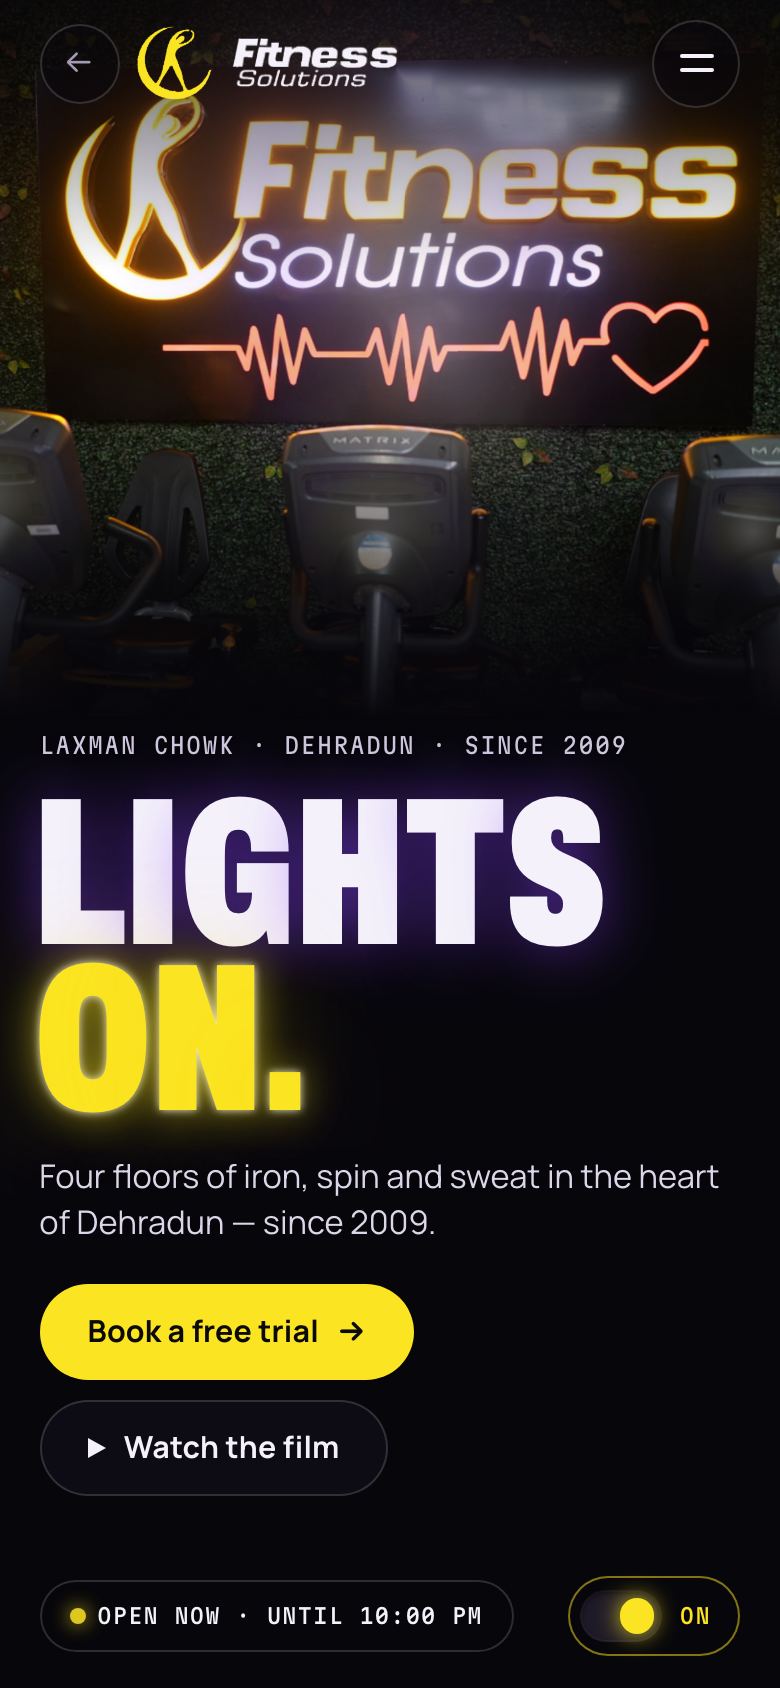 Fitness
Solutions
Fitness
Solutions
MATRIX
MA
LAXMAN CHOWK · DEHRADUN · SINCE 2009
LIGHTS
ON.
Four floors of iron, spin and sweat in the heart
of Dehradun — since 2009.
Book a free trial →
▶ Watch the film
OPEN NOW · UNTIL 10:00 PM
ON